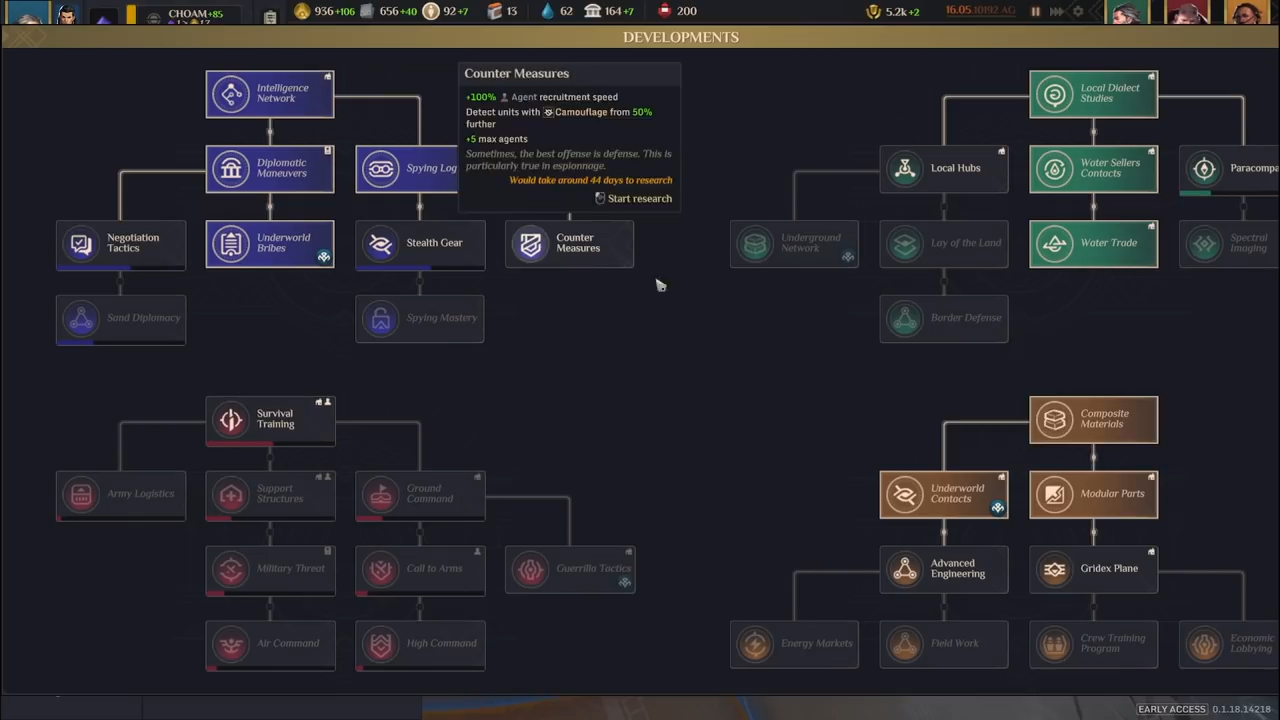 CHOAM +85
936 +106
656 +40
92 +7
13
62
164 +7
200
5.2k +2
16.05.10192 AG
DEVELOPMENTS
Intelligence
Network
Diplomatic
Maneuvers
Spying Log
Negotiation
Tactics
Underworld
Bribes
Stealth Gear
Counter
Measures
Sand Diplomacy
Spying Mastery
Counter Measures
+100% Agent recruitment speed
Detect units with Camouflage from 50%
further
+5 max agents
Sometimes, the best offense is defense. This is
particularly true in espionage.
Would take around 44 days to research
Start research
Local Dialect
Studies
Local Hubs
Water Sellers
Contacts
Paracompa
Underground
Network
Lay of the Land
Water Trade
Spectral
Imaging
Border Defense
Survival
Training
Army Logistics
Support
Structures
Ground
Command
Military Threat
Call to Arms
Guerrilla Tactics
Air Command
High Command
Composite
Materials
Underworld
Contacts
Modular Parts
Advanced
Engineering
Gridex Plane
Energy Markets
Field Work
Crew Training
Program
Economic
Lobbying
EARLY ACCESS 0.1.18.14218